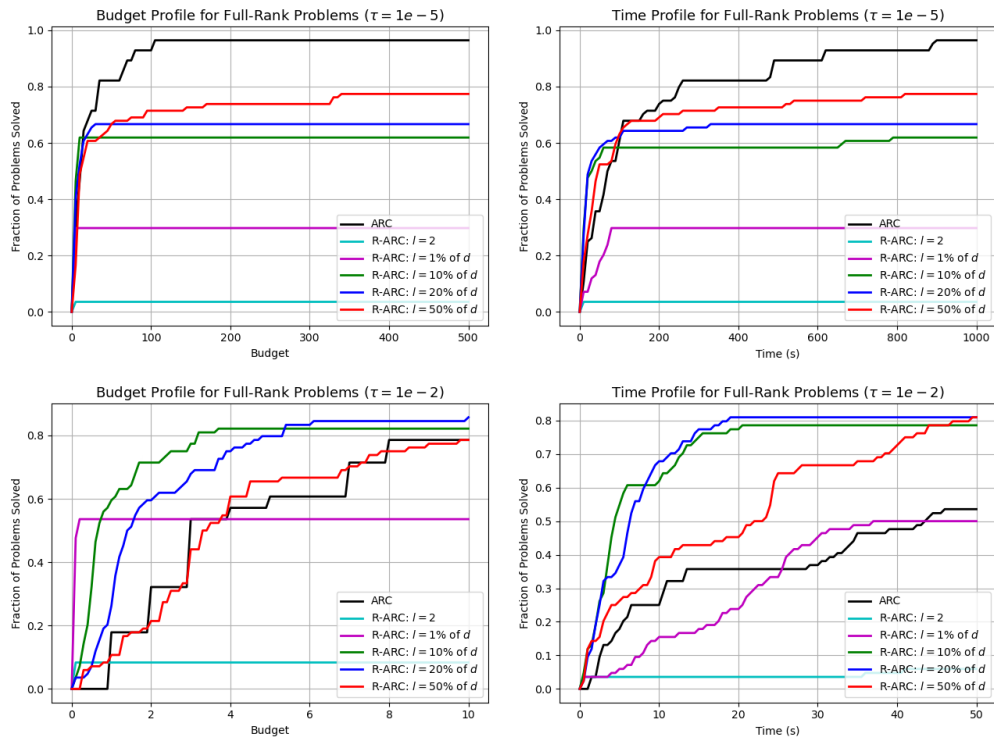 Budget Profile for Full-Rank Problems (τ = 1e − 5)
Fraction of Problems Solved
1.0
0.8
0.6
0.4
0.2
0.0
ARC
R-ARC: l = 2
R-ARC: l = 1% of d
R-ARC: l = 10% of d
R-ARC: l = 20% of d
R-ARC: l = 50% of d
0 100 200 300 400 500
Budget
Time Profile for Full-Rank Problems (τ = 1e − 5)
Fraction of Problems Solved
1.0
0.8
0.6
0.4
0.2
0.0
ARC
R-ARC: l = 2
R-ARC: l = 1% of d
R-ARC: l = 10% of d
R-ARC: l = 20% of d
R-ARC: l = 50% of d
0 200 400 600 800 1000
Time (s)
Budget Profile for Full-Rank Problems (τ = 1e − 2)
Fraction of Problems Solved
0.8
0.6
0.4
0.2
0.0
ARC
R-ARC: l = 2
R-ARC: l = 1% of d
R-ARC: l = 10% of d
R-ARC: l = 20% of d
R-ARC: l = 50% of d
0 2 4 6 8 10
Budget
Time Profile for Full-Rank Problems (τ = 1e − 2)
Fraction of Problems Solved
0.8
0.7
0.6
0.5
0.4
0.3
0.2
0.1
0.0
ARC
R-ARC: l = 2
R-ARC: l = 1% of d
R-ARC: l = 10% of d
R-ARC: l = 20% of d
R-ARC: l = 50% of d
0 10 20 30 40 50
Time (s)